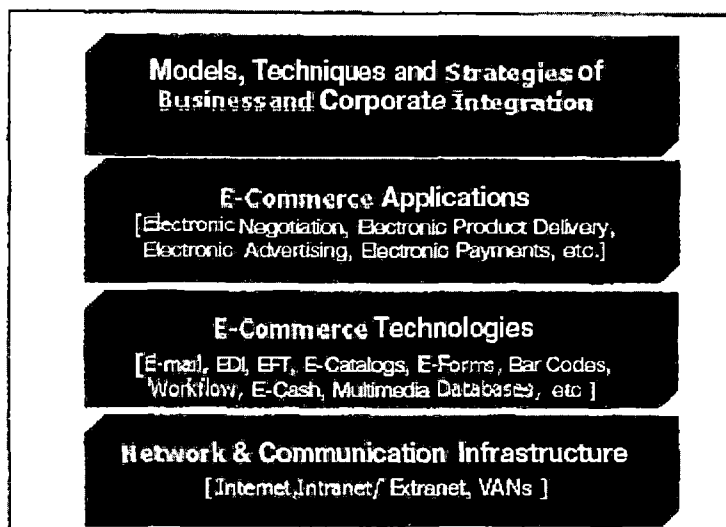 Models, Techniques and Strategies of
Business and Corporate Integration
E-Commerce Applications
[Electronic Negotiation, Electronic Product Delivery,
Electronic Advertising, Electronic Payments, etc.]
E-Commerce Technologies
[E-mail, EDI, EFT, E-Catalogs, E-Forms, Bar Codes,
Workflow, E-Cash, Multimedia Databases, etc ]
Network & Communication Infrastructure
[Internet,Intranet/ Extranet, VANs ]